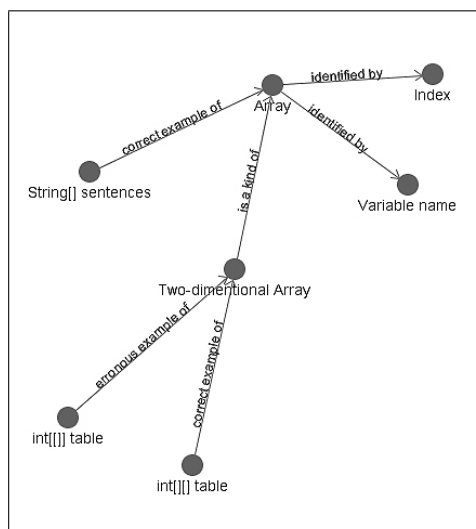 identified by
Index
Array
correct example of
identified by
String[] sentences
Variable name
is a kind of
Two-dimentional Array
erronous example of
correct example of
int[[]] table
int[][] table